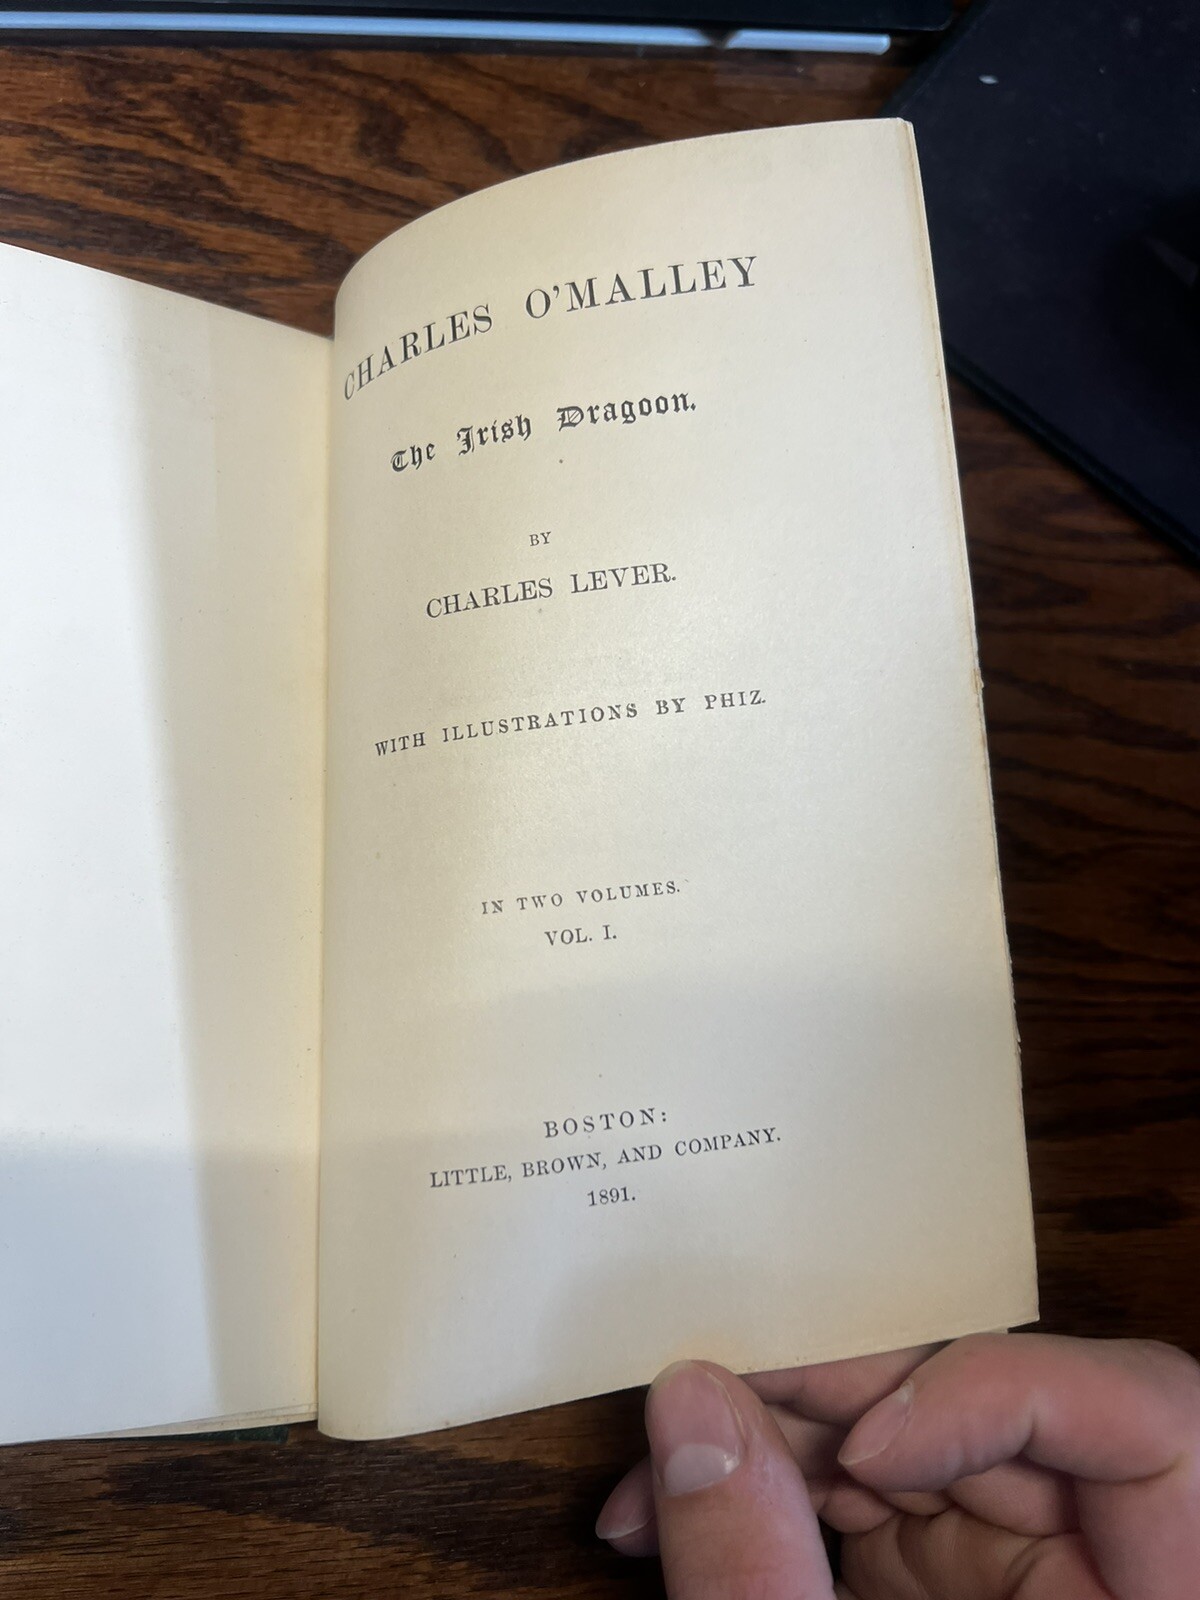 CHARLES O'MALLEY
The Irish Dragoon.
BY
CHARLES LEVER.
WITH ILLUSTRATIONS BY PHIZ.
IN TWO VOLUMES.
VOL. I.
BOSTON:
LITTLE, BROWN, AND COMPANY.
1891.